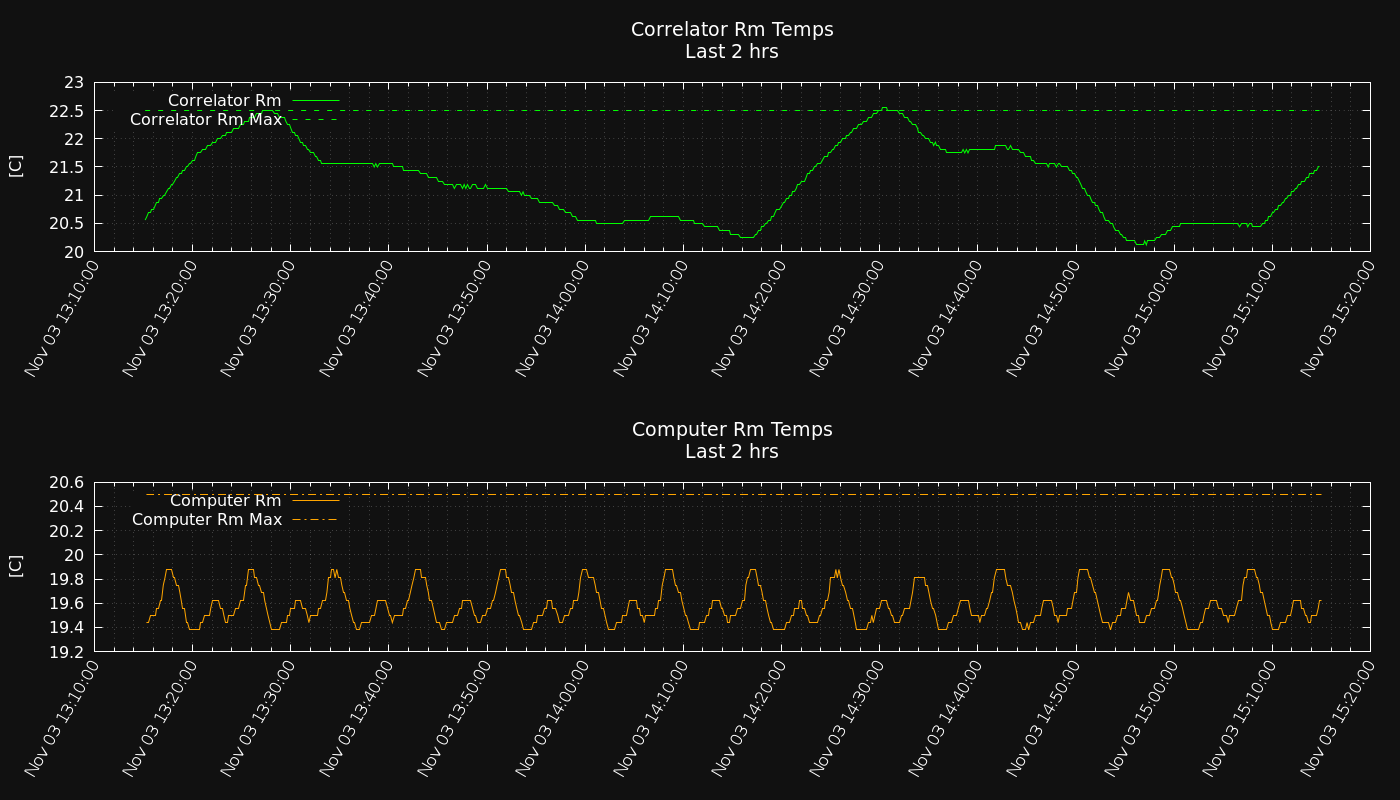 Correlator Rm Temps
Last 2 hrs
23
22.5
22
21.5
21
20.5
20
[C]
Correlator Rm
Correlator Rm Max
Nov 03 13:10:00
Nov 03 13:20:00
Nov 03 13:30:00
Nov 03 13:40:00
Nov 03 13:50:00
Nov 03 14:00:00
Nov 03 14:10:00
Nov 03 14:20:00
Nov 03 14:30:00
Nov 03 14:40:00
Nov 03 14:50:00
Nov 03 15:00:00
Nov 03 15:10:00
Nov 03 15:20:00
Computer Rm Temps
Last 2 hrs
20.6
20.4
20.2
20
19.8
19.6
19.4
19.2
[C]
Computer Rm
Computer Rm Max
Nov 03 13:10:00
Nov 03 13:20:00
Nov 03 13:30:00
Nov 03 13:40:00
Nov 03 13:50:00
Nov 03 14:00:00
Nov 03 14:10:00
Nov 03 14:20:00
Nov 03 14:30:00
Nov 03 14:40:00
Nov 03 14:50:00
Nov 03 15:00:00
Nov 03 15:10:00
Nov 03 15:20:00